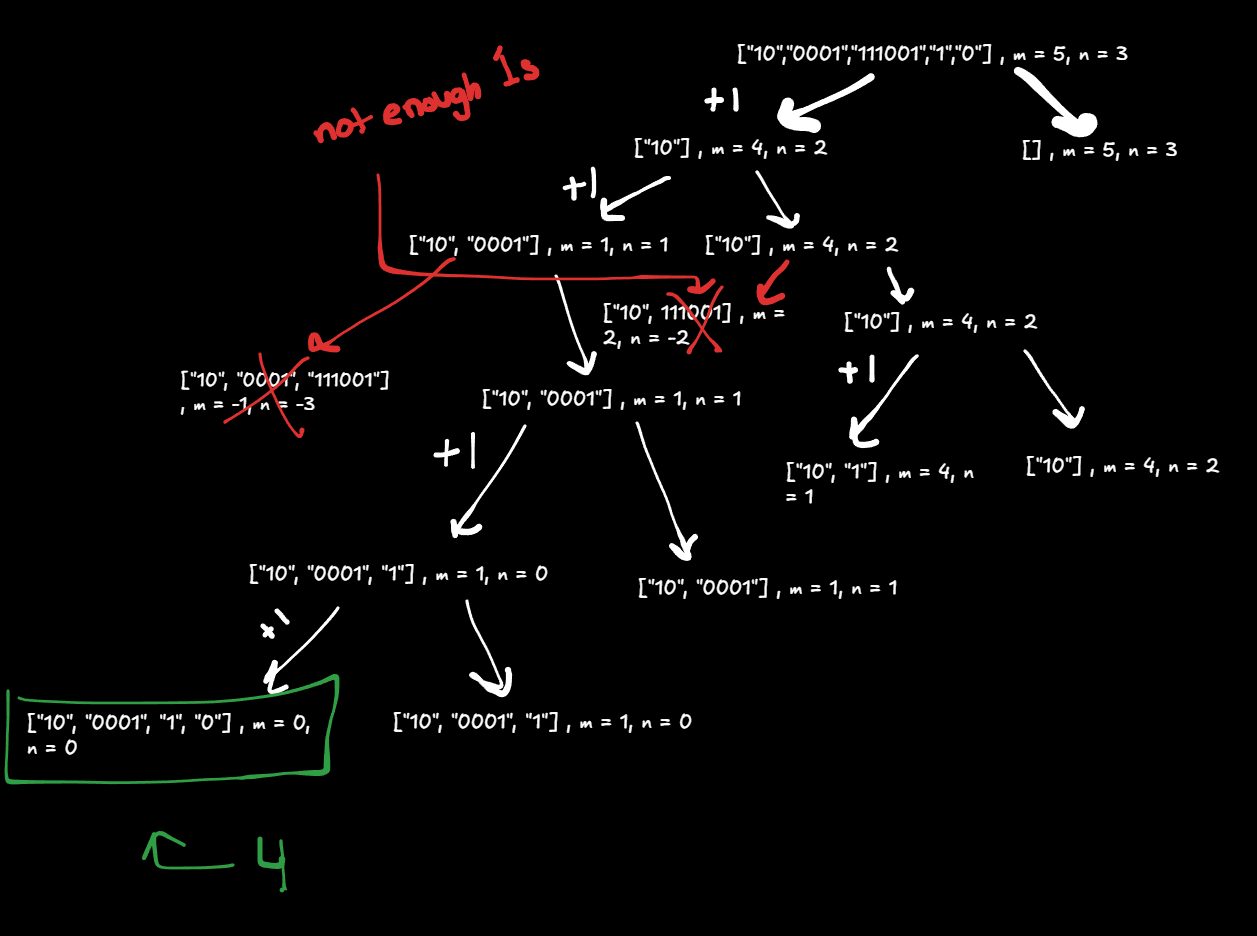 not enough 1s
["10","0001","111001","1","0"] , m = 5, n = 3
+1
["10"] , m = 4, n = 2
[] , m = 5, n = 3
+1
["10", "0001"] , m = 1, n = 1
["10"] , m = 4, n = 2
["10", 111001] , m =
2, n = -2
["10"] , m = 4, n = 2
["10", "0001", "111001"]
, m = -1, n = -3
+1
["10", "0001"] , m = 1, n = 1
+1
["10", "1"] , m = 4, n
= 1
["10"] , m = 4, n = 2
["10", "0001", "1"] , m = 1, n = 0
["10", "0001"] , m = 1, n = 1
+1
["10", "0001", "1", "0"] , m = 0,
n = 0
["10", "0001", "1"] , m = 1, n = 0
4